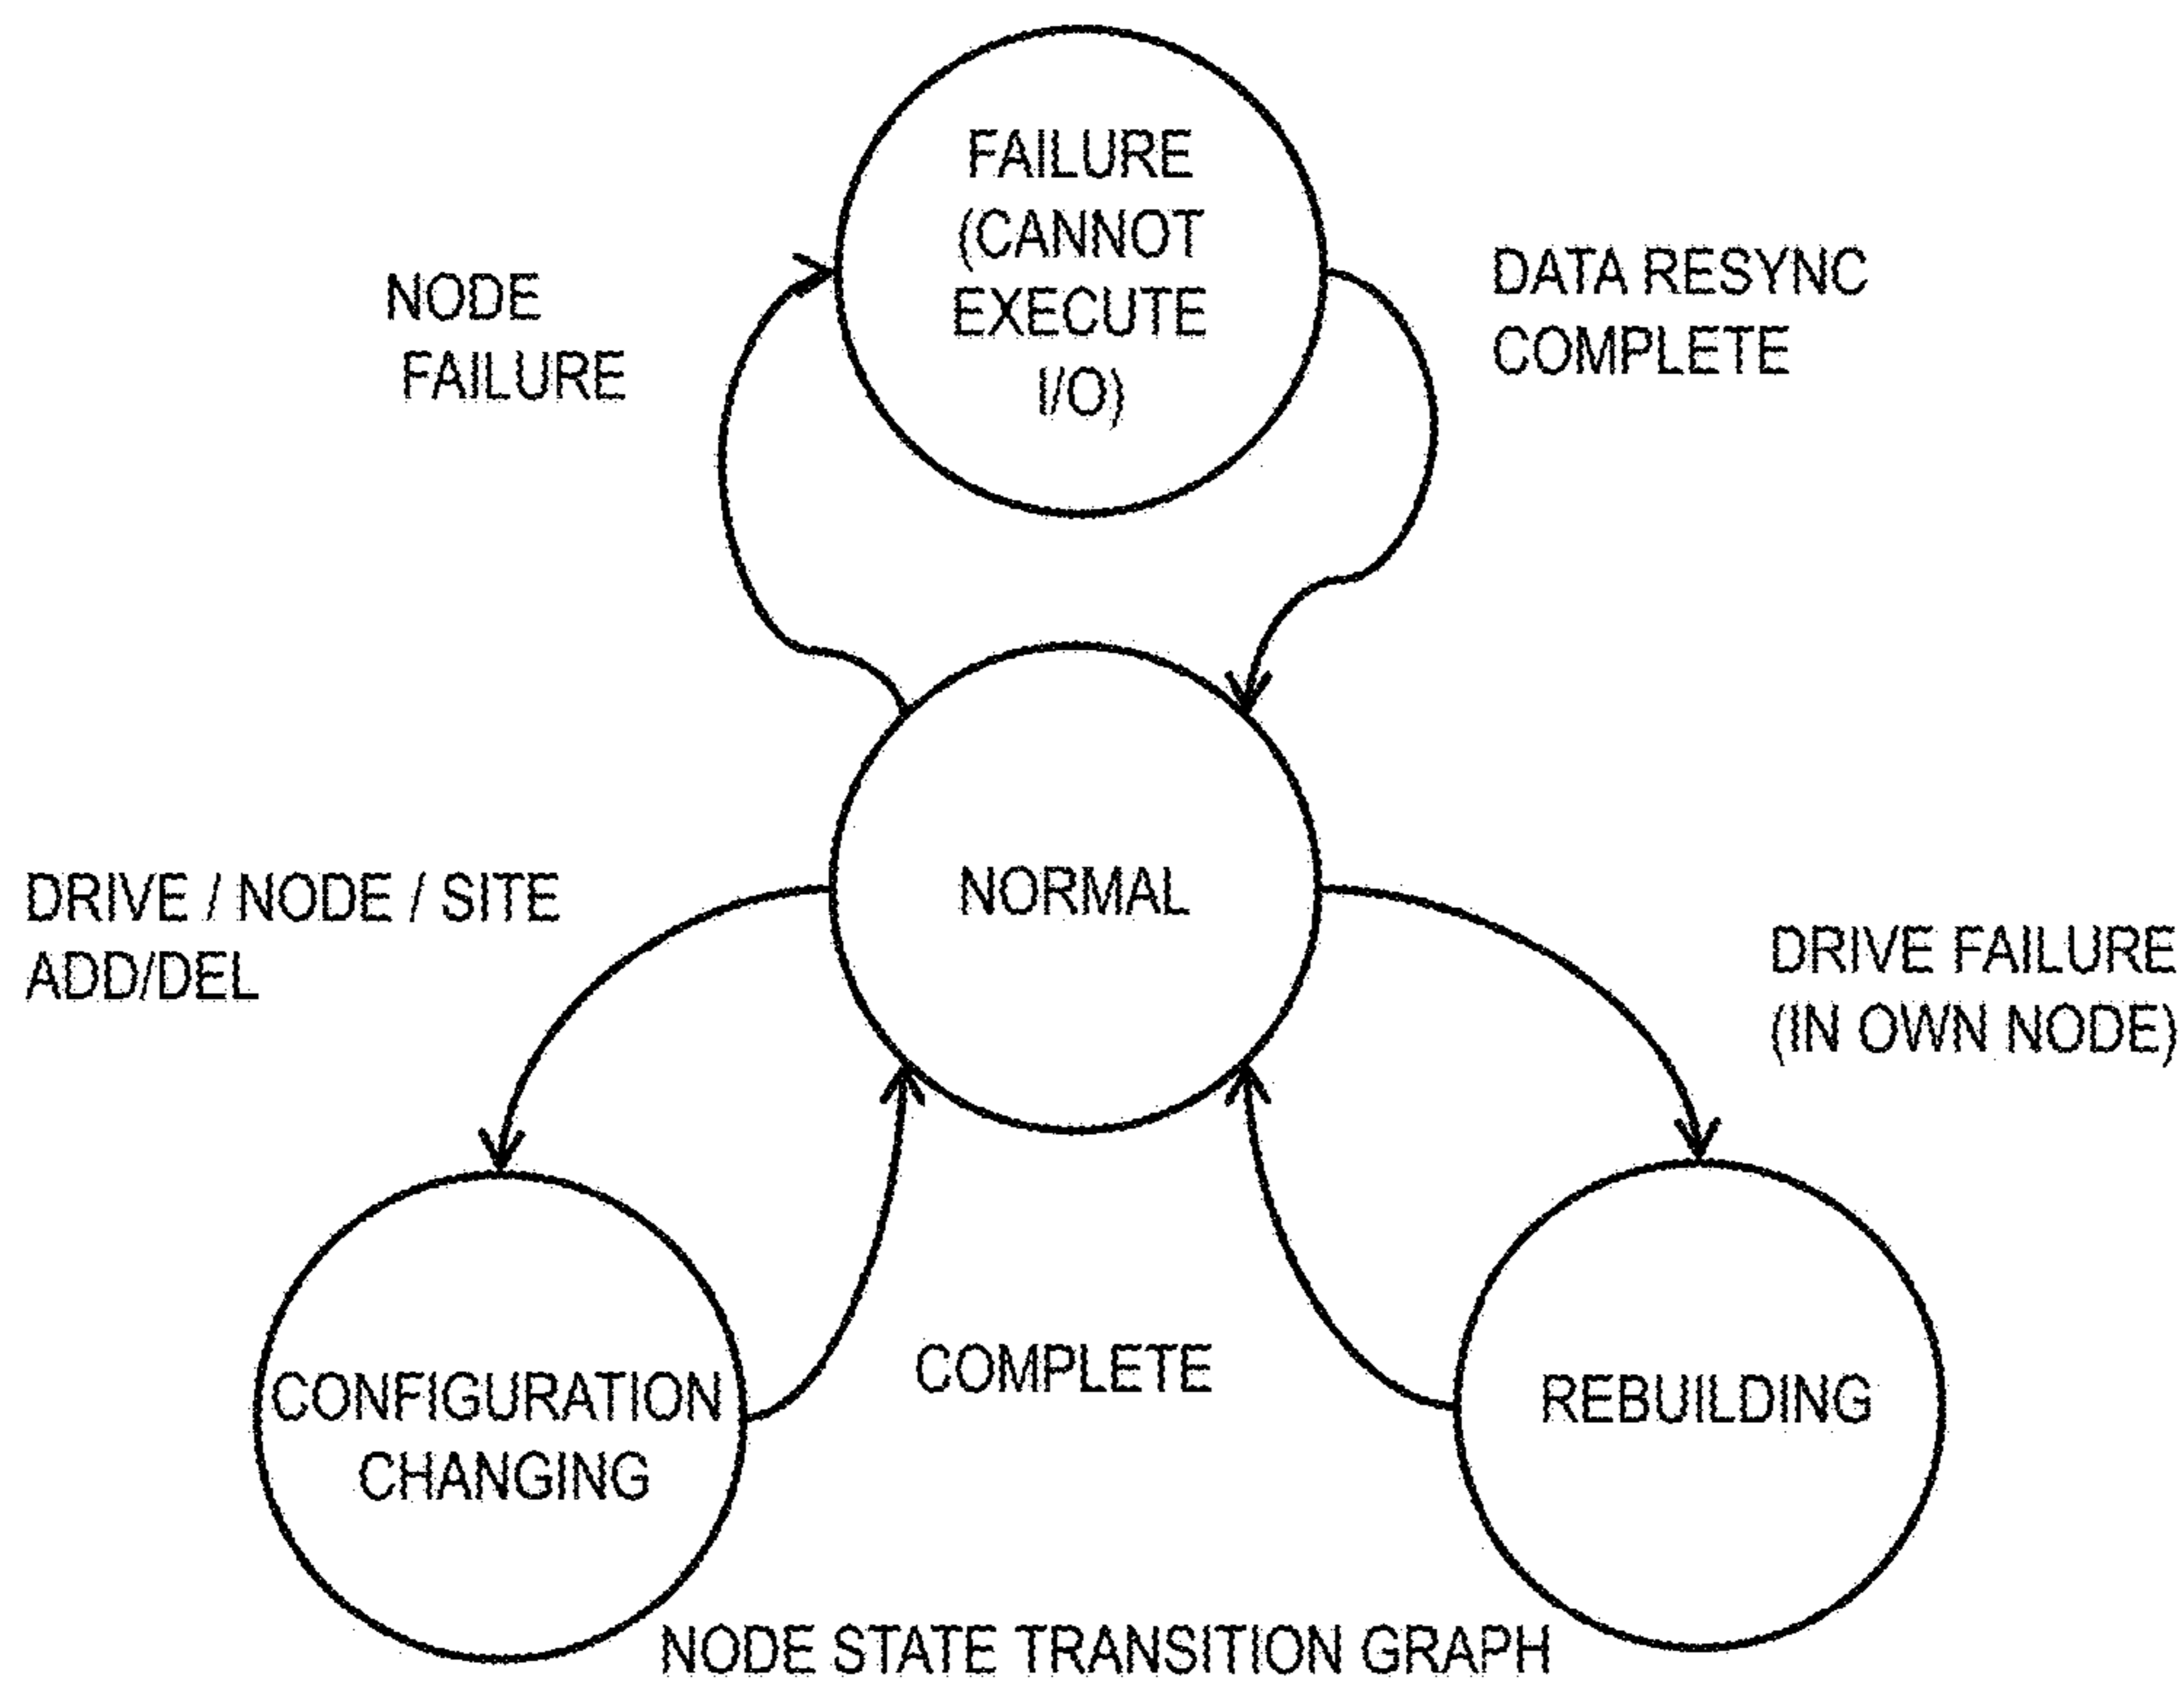 FAILURE
(CANNOT
EXECUTE
I/O)
NODE
FAILURE
DATA RESYNC
COMPLETE
NORMAL
DRIVE / NODE / SITE
ADD/DEL
DRIVE FAILURE
(IN OWN NODE)
COMPLETE
CONFIGURATION
CHANGING
REBUILDING
NODE STATE TRANSITION GRAPH